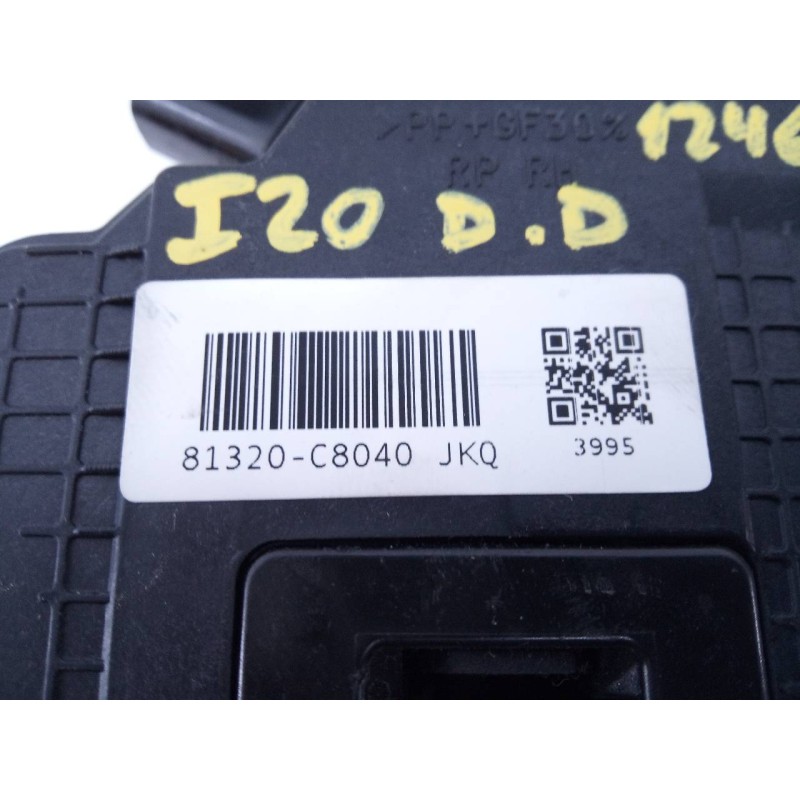 >PP+GF30%
1246
RP RH
I20 D.D
81320-C8040 JKQ
3995